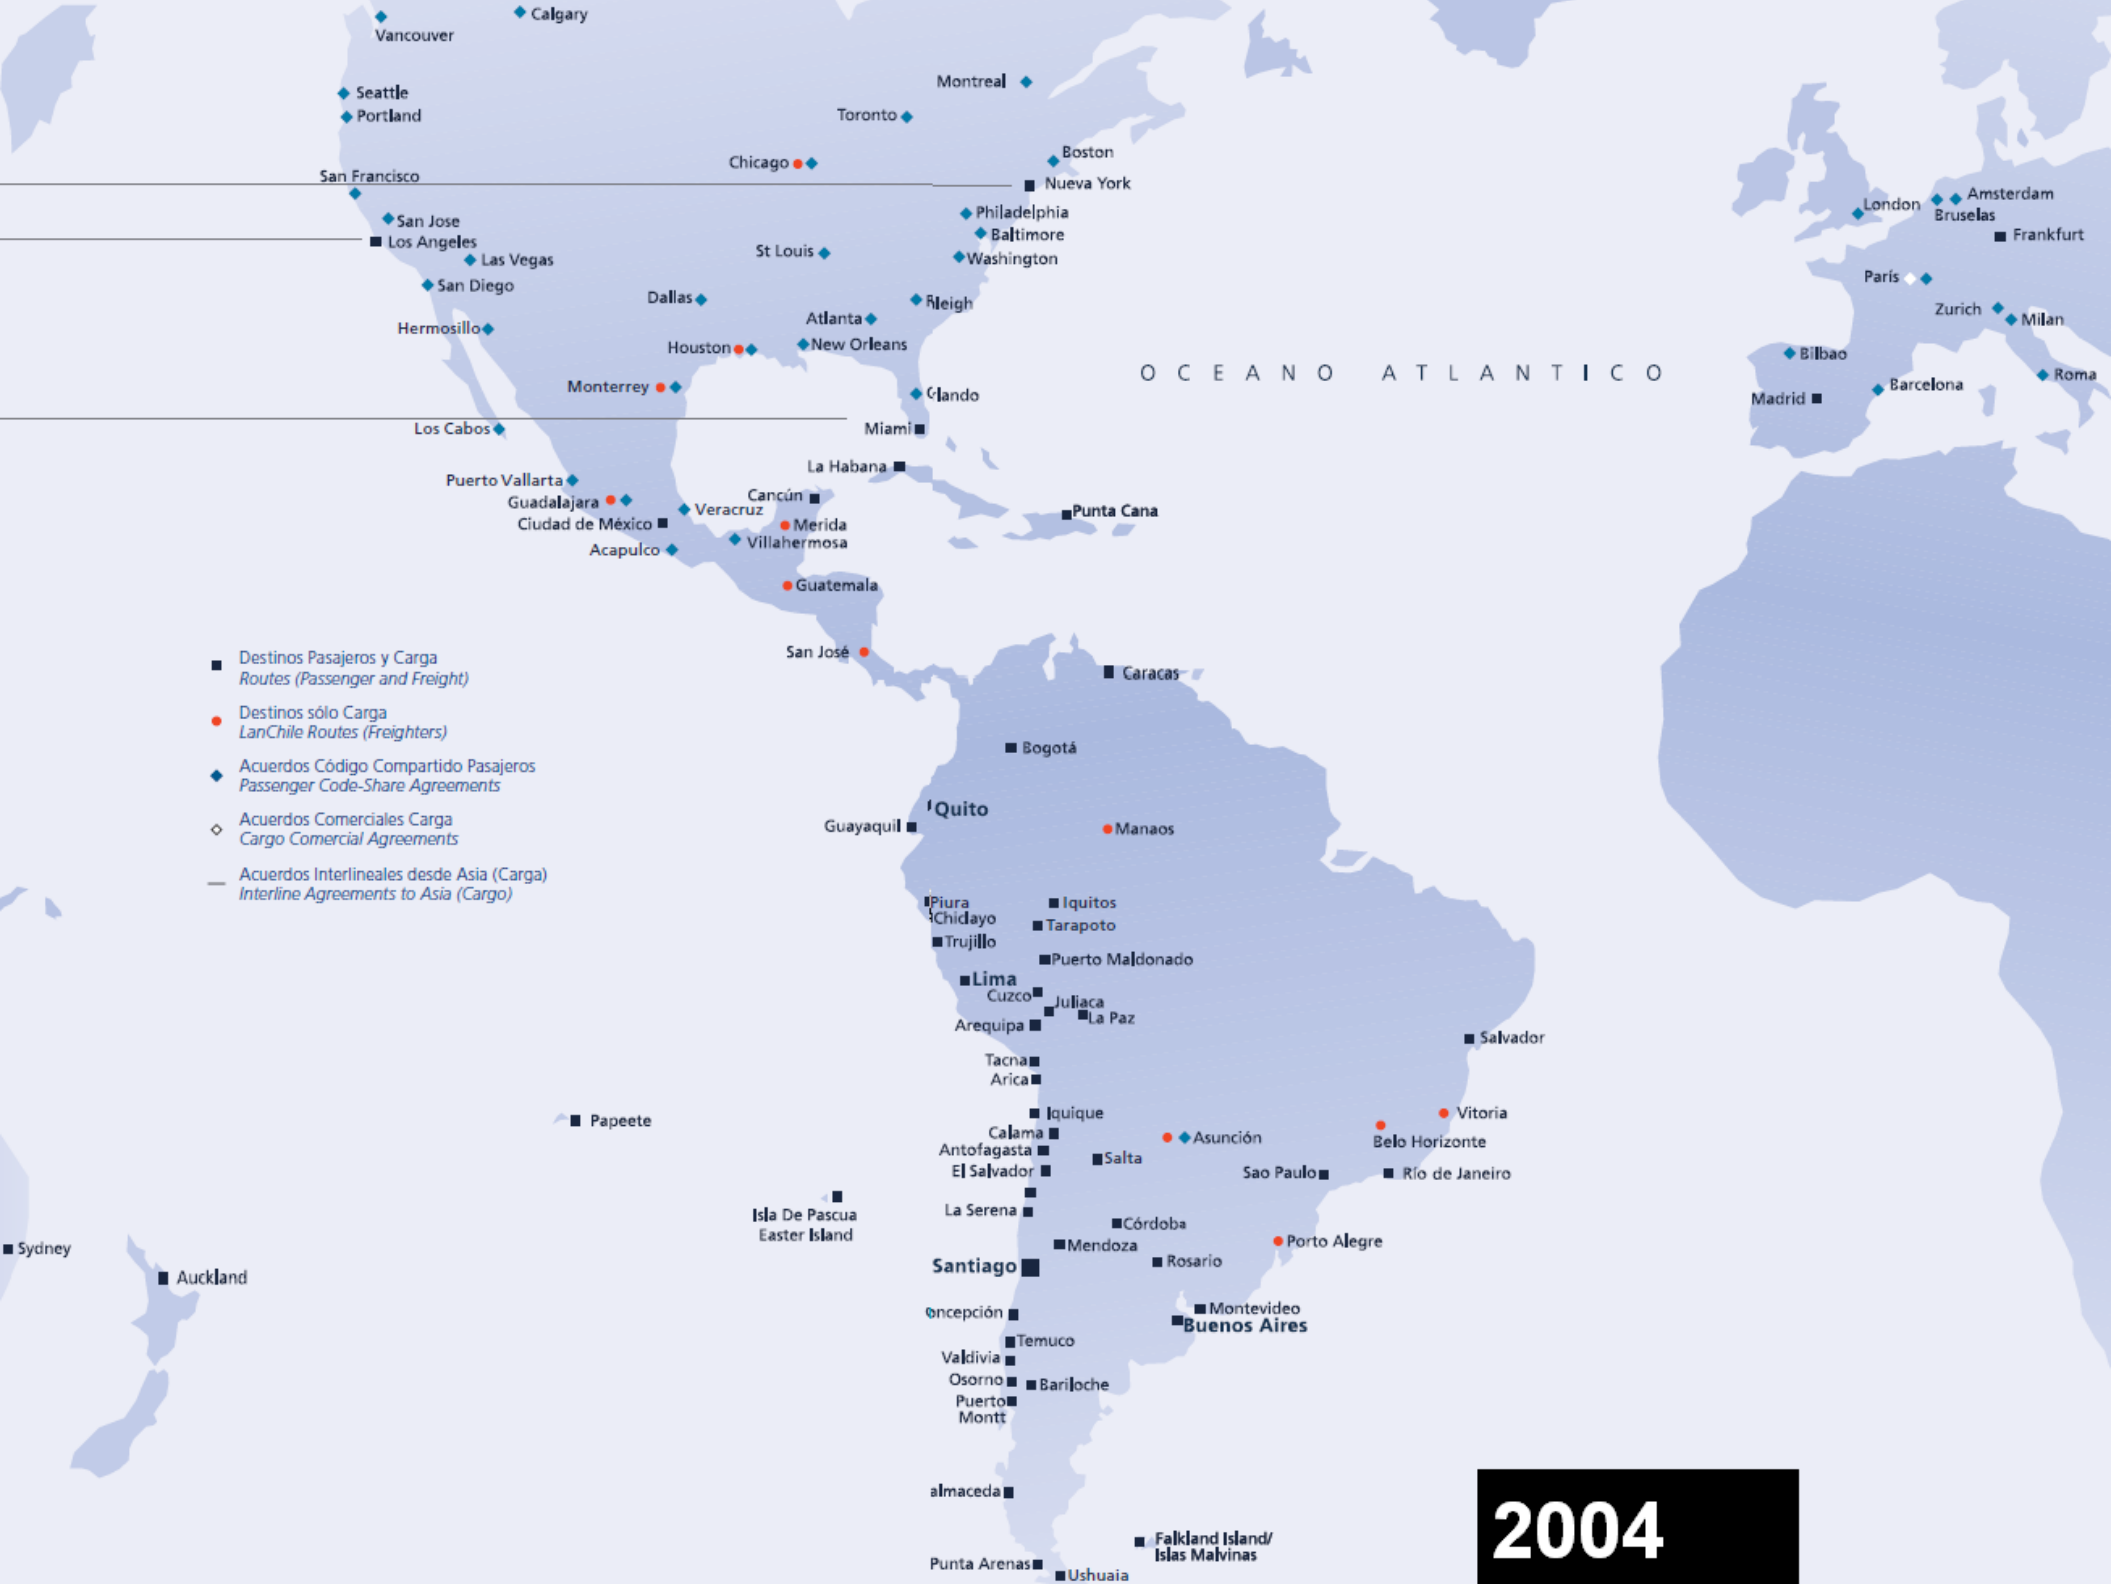 Calgary
Vancouver
Montreal
Seattle
Portland
Toronto
Boston
Chicago
San Francisco
Nueva York
Amsterdam
London
Philadelphia
Bruselas
San Jose
Baltimore
Frankfurt
Los Angeles
St Louis
Washington
Las Vegas
París
San Diego
Dallas
leigh
Zurich
Atlanta
Milan
Hermosillo
New Orleans
Houston
Bilbao
OCEANO ATLANTICO
Roma
Monterrey
Barcelona
lando
Madrid
Los Cabos
Miami
La Habana
Puerto Vallarta
Cancún
Guadalajara
Veracruz
Punta Cana
Ciudad de México
Merida
Villahermosa
Acapulco
Guatemala
San José
Destinos Pasajeros y Carga
Routes (Passenger and Freight)
Destinos sólo Carga
LanChile Routes (Freighters)
Acuerdos Código Compartido Pasajeros
Passenger Code-Share Agreements
Acuerdos Comerciales Carga
Cargo Comercial Agreements
Acuerdos Interlineales desde Asia (Carga)
Interline Agreements to Asia (Cargo)
Caracas
Bogotá
Quito
Guayaquil
Manaos
Piura
Iquitos
Chiclayo
Tarapoto
Trujillo
Puerto Maldonado
Lima
Cuzco
Juliaca
La Paz
Arequipa
Salvador
Tacna
Arica
Iquique
Vitoria
Papeete
Calama
Asunción
Belo Horizonte
Antofagasta
Salta
El Salvador
Sao Paulo
Río de Janeiro
Isla De Pascua
Easter Island
La Serena
Córdoba
Mendoza
Porto Alegre
Sydney
Rosario
Santiago
Auckland
Montevideo
oncepción
Buenos Aires
Temuco
Valdivia
Osorno
Bariloche
Puerto
Montt
almaceda
Falkland Island/
Islas Malvinas
Punta Arenas
Ushuaia
2004